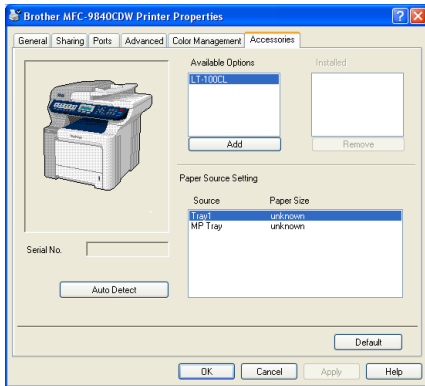 Brother MFC-9840CDW Printer Properties
General Sharing Ports Advanced Color Management Accessories
Available Options Installed
LT-100CL
Add Remove
Paper Source Setting
Source Paper Size
Tray1 unknown
MP Tray unknown
Serial No.
Auto Detect
Default
OK Cancel Apply Help